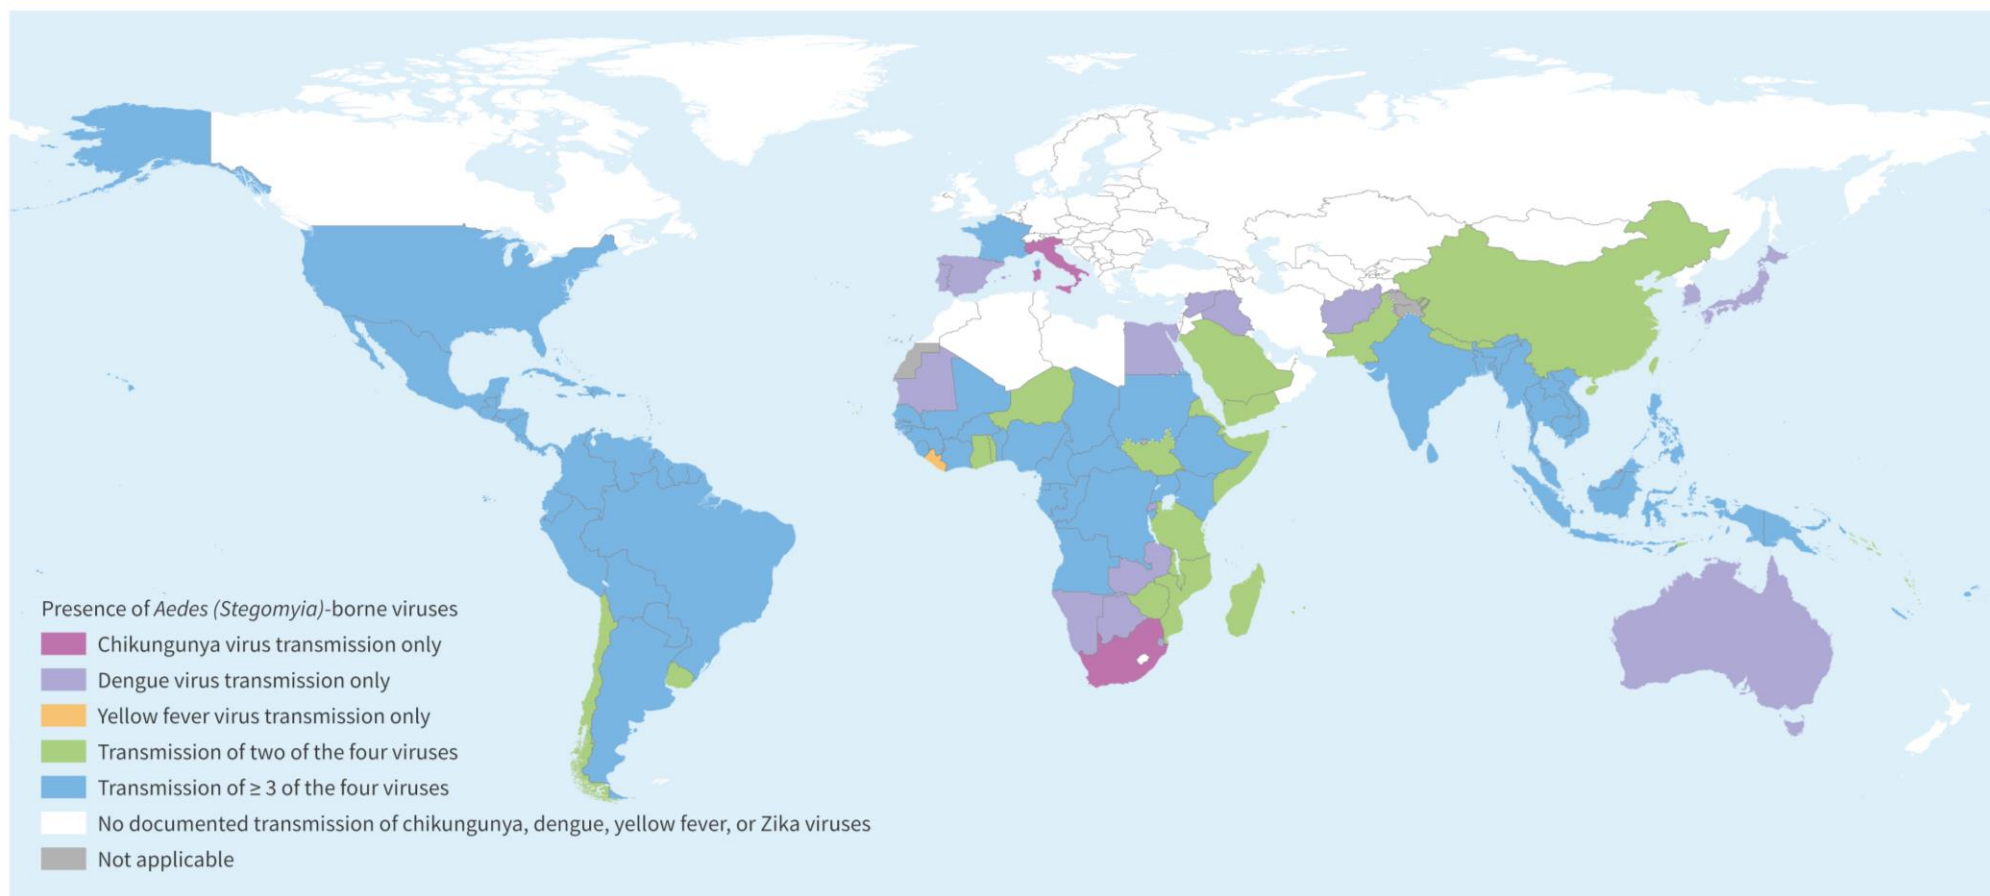 Presence of Aedes (Stegomyia)-borne viruses
Chikungunya virus transmission only
Dengue virus transmission only
Yellow fever virus transmission only
Transmission of two of the four viruses
Transmission of ≥ 3 of the four viruses
No documented transmission of chikungunya, dengue, yellow fever, or Zika viruses
Not applicable